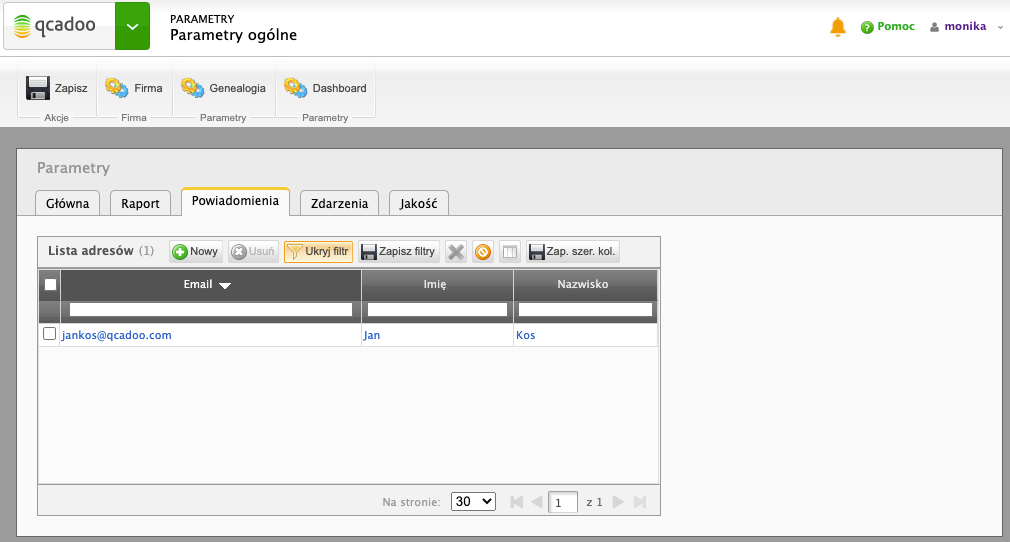 qcadoo
PARAMETRY
Parametry ogólne
Pomoc
monika
Zapisz
Firma
Genealogia
Dashboard
Akcje
Firma
Parametry
Parametry
Parametry
Główna
Raport
Powiadomienia
Zdarzenia
Jakość
Lista adresów (1)
Nowy
Usuń
Ukryj filtr
Zapisz filtry
Zap. szer. kol.
Email
Imię
Nazwisko
jankos@qcadoo.com
Jan
Kos
Na stronie: 30
1 z 1